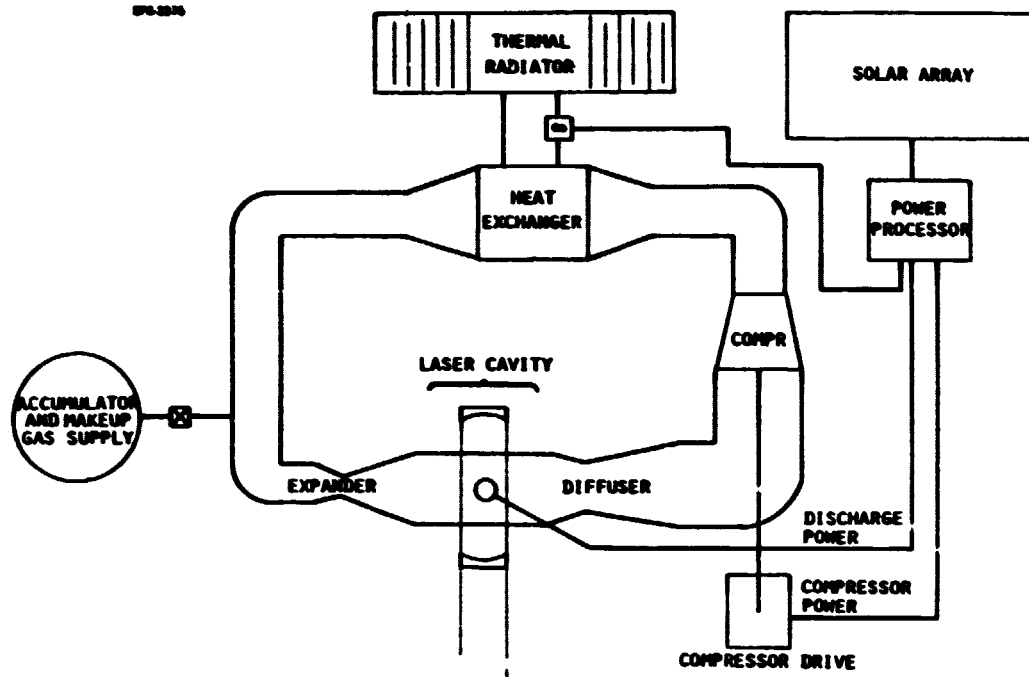 THERMAL
RADIATOR
SOLAR ARRAY
HEAT
EXCHANGER
POWER
PROCESSOR
COMPR
LASER CAVITY
ACCUMULATOR
AND MAKEUP
GAS SUPPLY
EXPANDER
DIFFUSER
DISCHARGE
POWER
COMPRESSOR
POWER
COMPRESSOR DRIVE